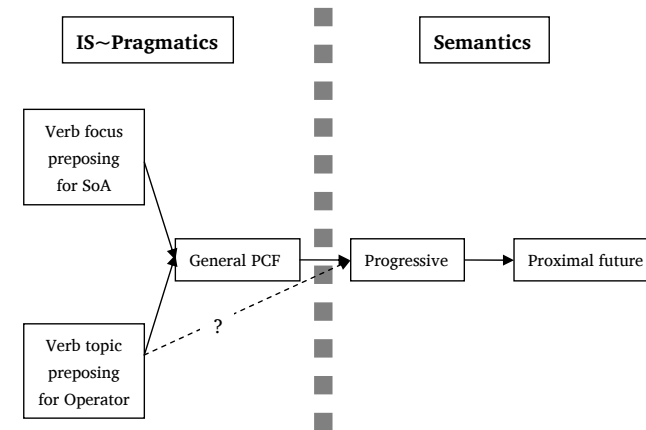 IS~Pragmatics
Semantics
Verb focus
preposing
for SoA
General PCF
Progressive
Proximal future
?
Verb topic
preposing
for Operator